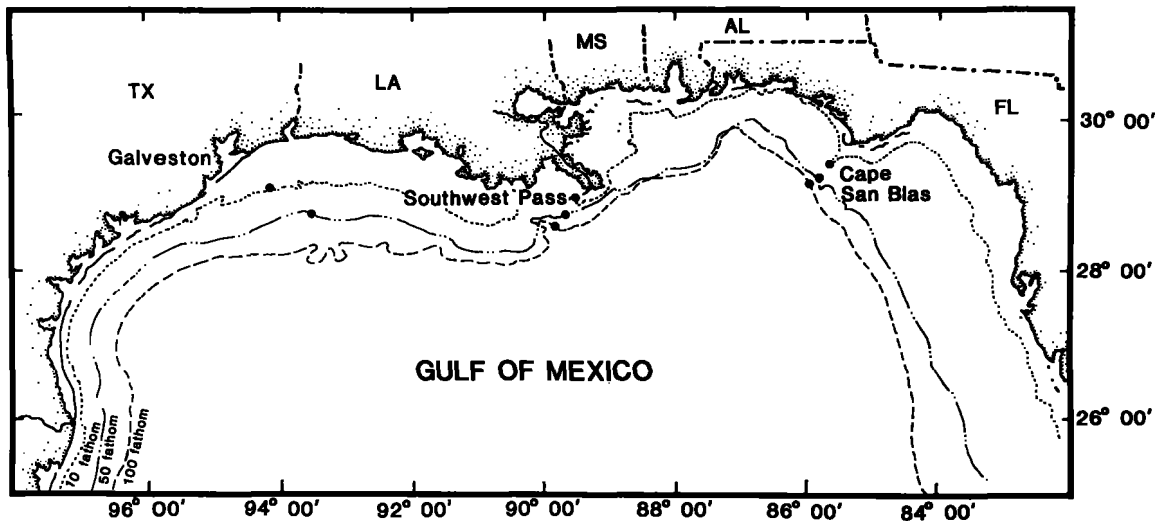 AL
MS
TX
LA
FL
30° 00'
Galveston
Cape
San Blas
Southwest Pass
28° 00'
GULF OF MEXICO
26° 00'
10 fathom
50 fathom
100 fathom
96° 00'
94° 00'
92° 00'
90° 00'
88° 00'
86° 00'
84° 00'